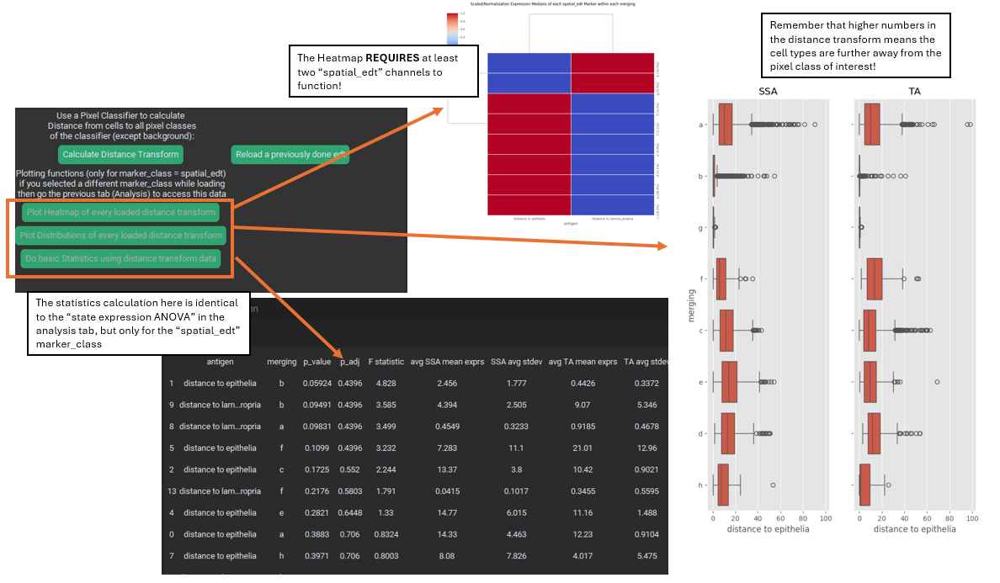 Scaled/Normalization Expression Medians of each spatial_edt Marker within each merging
Remember that higher numbers in
the distance transform means the
cell types are further away from the
pixel class of interest!
The Heatmap REQUIRES at least
two “spatial_edt” channels to
function!
distance to epithelia distance to lamina_propria
antigen
Use a Pixel Classifier to calculate
Distance from cells to all pixel classes
of the classifier (except background):
Calculate Distance Transform
Reload a previously done edt
Plotting functions (only for marker_class = spatial_edt)
if you selected a different marker_class while loading
then go the previous tab (Analysis) to access this data
Plot Heatmap of every loaded distance transform
Plot Distributions of every loaded distance transform
Do basic Statistics using distance transform data
The statistics calculation here is identical
to the “state expression ANOVA” in the
analysis tab, but only for the “spatial_edt”
marker_class
antigen merging p_value p_adj F statistic avg SSA mean exprs SSA avg stdev avg TA mean exprs TA avg stdev
1 distance to epithelia b 0.05924 0.4396 4.828 2.456 1.777 0.4426 0.3372
9 distance to lam...ropria b 0.09491 0.4396 3.585 4.394 2.505 9.07 5.346
8 distance to lam...ropria a 0.09831 0.4396 3.499 0.4549 0.3233 0.9185 0.4678
5 distance to epithelia f 0.1099 0.4396 3.232 7.283 11.1 21.01 12.96
2 distance to epithelia c 0.1725 0.552 2.244 13.37 3.8 10.42 0.9021
13 distance to lam...ropria f 0.2176 0.5803 1.791 0.0415 0.1017 0.3455 0.5595
4 distance to epithelia e 0.2821 0.6448 1.33 14.77 6.015 11.16 1.488
0 distance to epithelia a 0.3883 0.706 0.8324 14.33 4.463 12.23 0.9104
7 distance to epithelia h 0.3971 0.706 0.8003 8.08 7.826 4.017 5.475
SSA TA
merging
a
b
g
f
c
e
d
h
0 20 40 60 80 100 0 20 40 60 80 100
distance to epithelia distance to epithelia